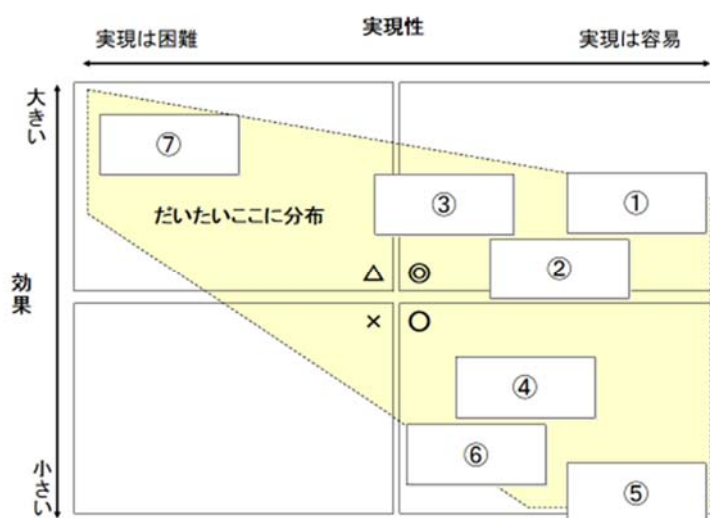 実現性
実現は困難
実現は容易
大きい
効果
小さい
⑦
③
①
だいたいここに分布
②
△
◎
×
○
④
⑥
⑤